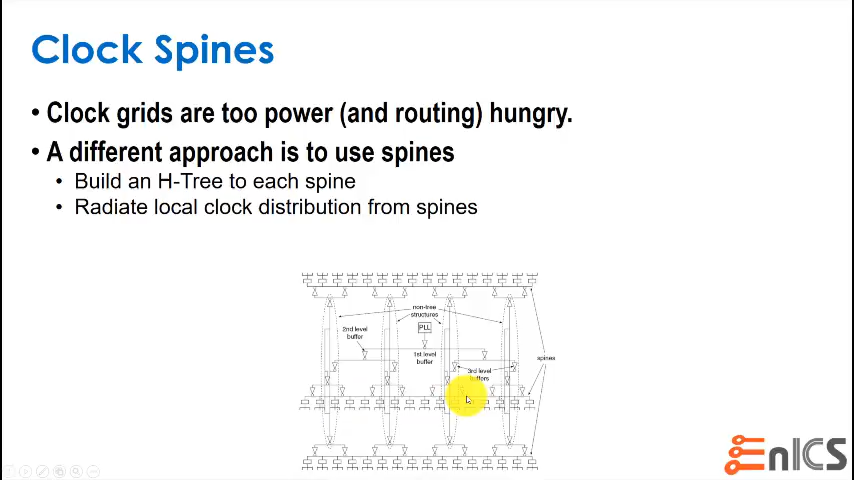 Clock Spines
• Clock grids are too power (and routing) hungry.
• A different approach is to use spines
• Build an H-Tree to each spine
• Radiate local clock distribution from spines
non-tree
structures
PLL
2nd level
buffer
1st level
buffer
spines
3rd level
buffers
EnICS